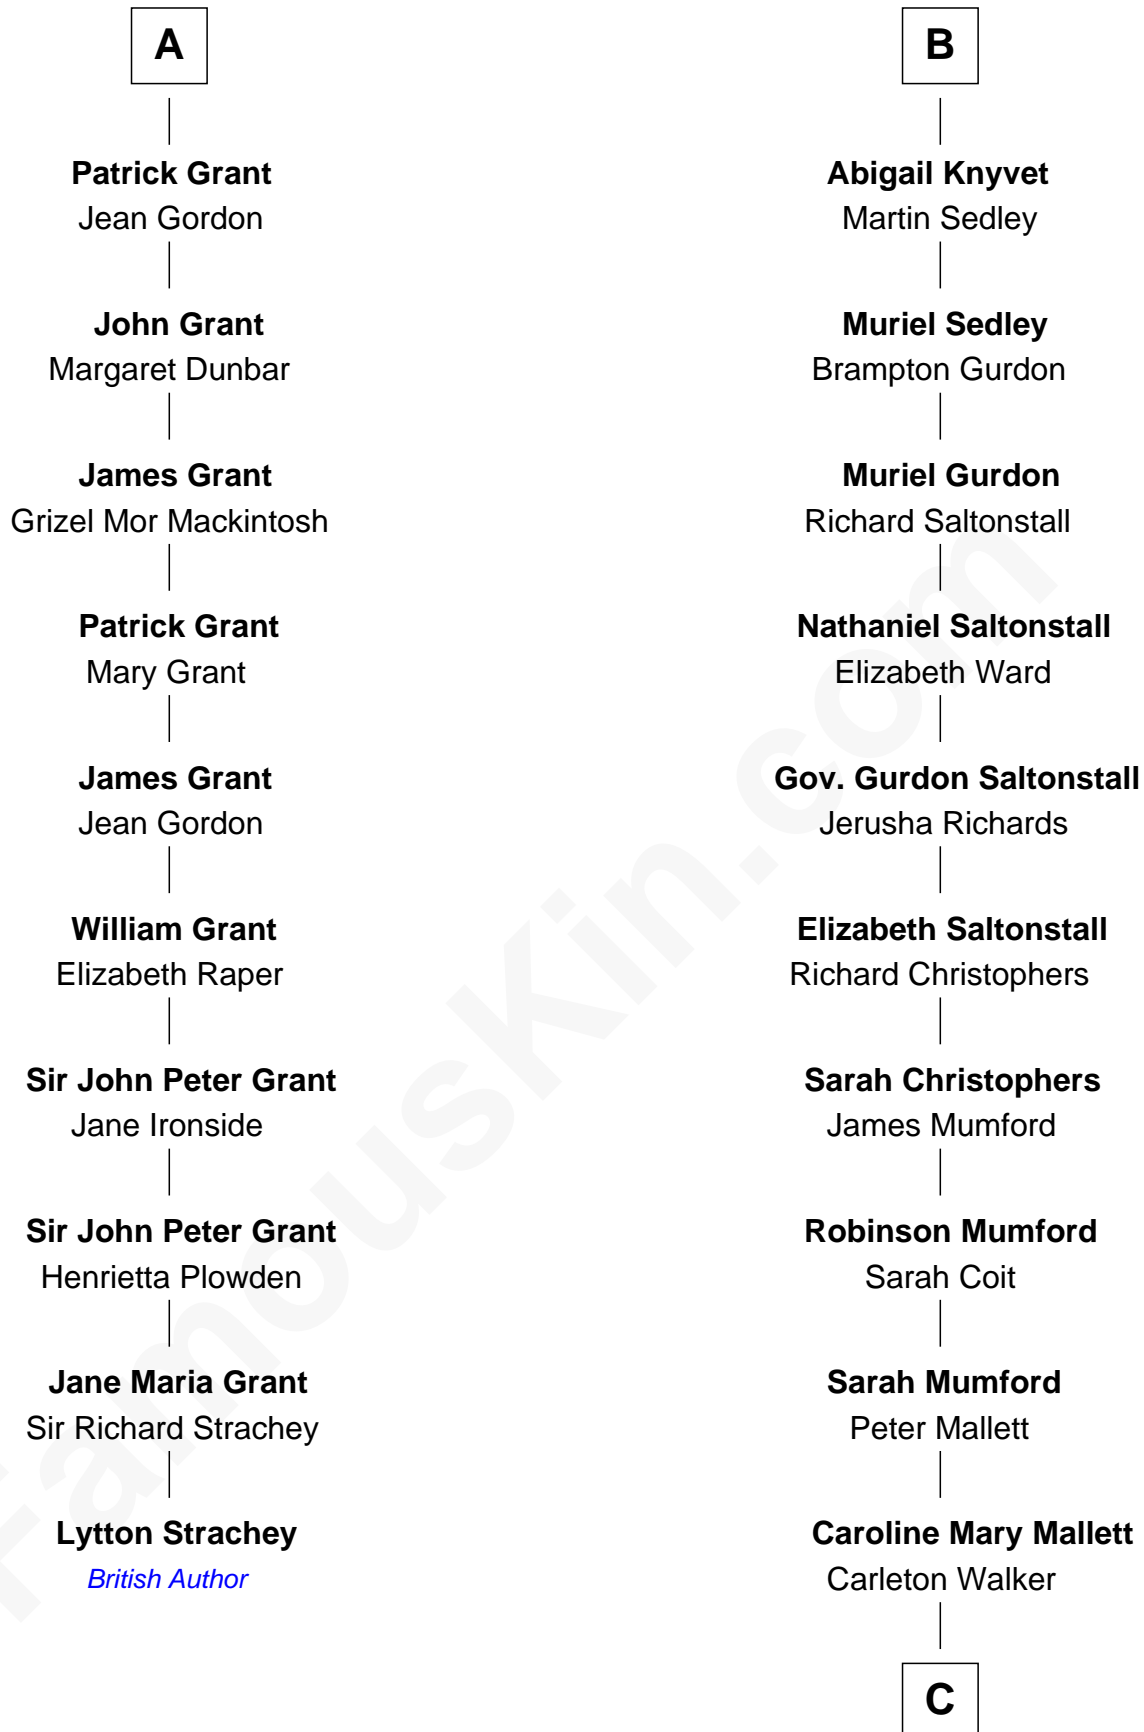 A
Patrick Grant
Jean Gordon
John Grant
Margaret Dunbar
James Grant
Grizel Mor Mackintosh
Patrick Grant
Mary Grant
James Grant
Jean Gordon
William Grant
Elizabeth Raper
Sir John Peter Grant
Jane Ironside
Sir John Peter Grant
Henrietta Plowden
Jane Maria Grant
Sir Richard Strachey
Lytton Strachey
British Author
B
Abigail Knyvet
Martin Sedley
Muriel Sedley
Brampton Gurdon
Muriel Gurdon
Richard Saltonstall
Nathaniel Saltonstall
Elizabeth Ward
Gov. Gurdon Saltonstall
Jerusha Richards
Elizabeth Saltonstall
Richard Christophers
Sarah Christophers
James Mumford
Robinson Mumford
Sarah Coit
Sarah Mumford
Peter Mallett
Caroline Mary Mallett
Carleton Walker
C
FamousKin.com